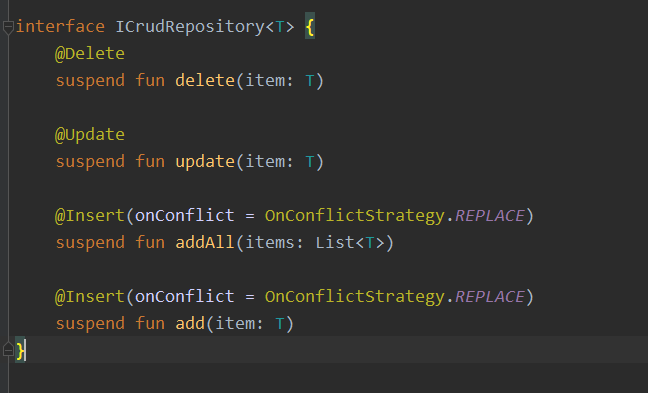 interface ICrudRepository<T> {
@Delete
suspend fun delete(item: T)
@Update
suspend fun update(item: T)
@Insert(onConflict = OnConflictStrategy.REPLACE)
suspend fun addAll(items: List<T>)
@Insert(onConflict = OnConflictStrategy.REPLACE)
suspend fun add(item: T)
}